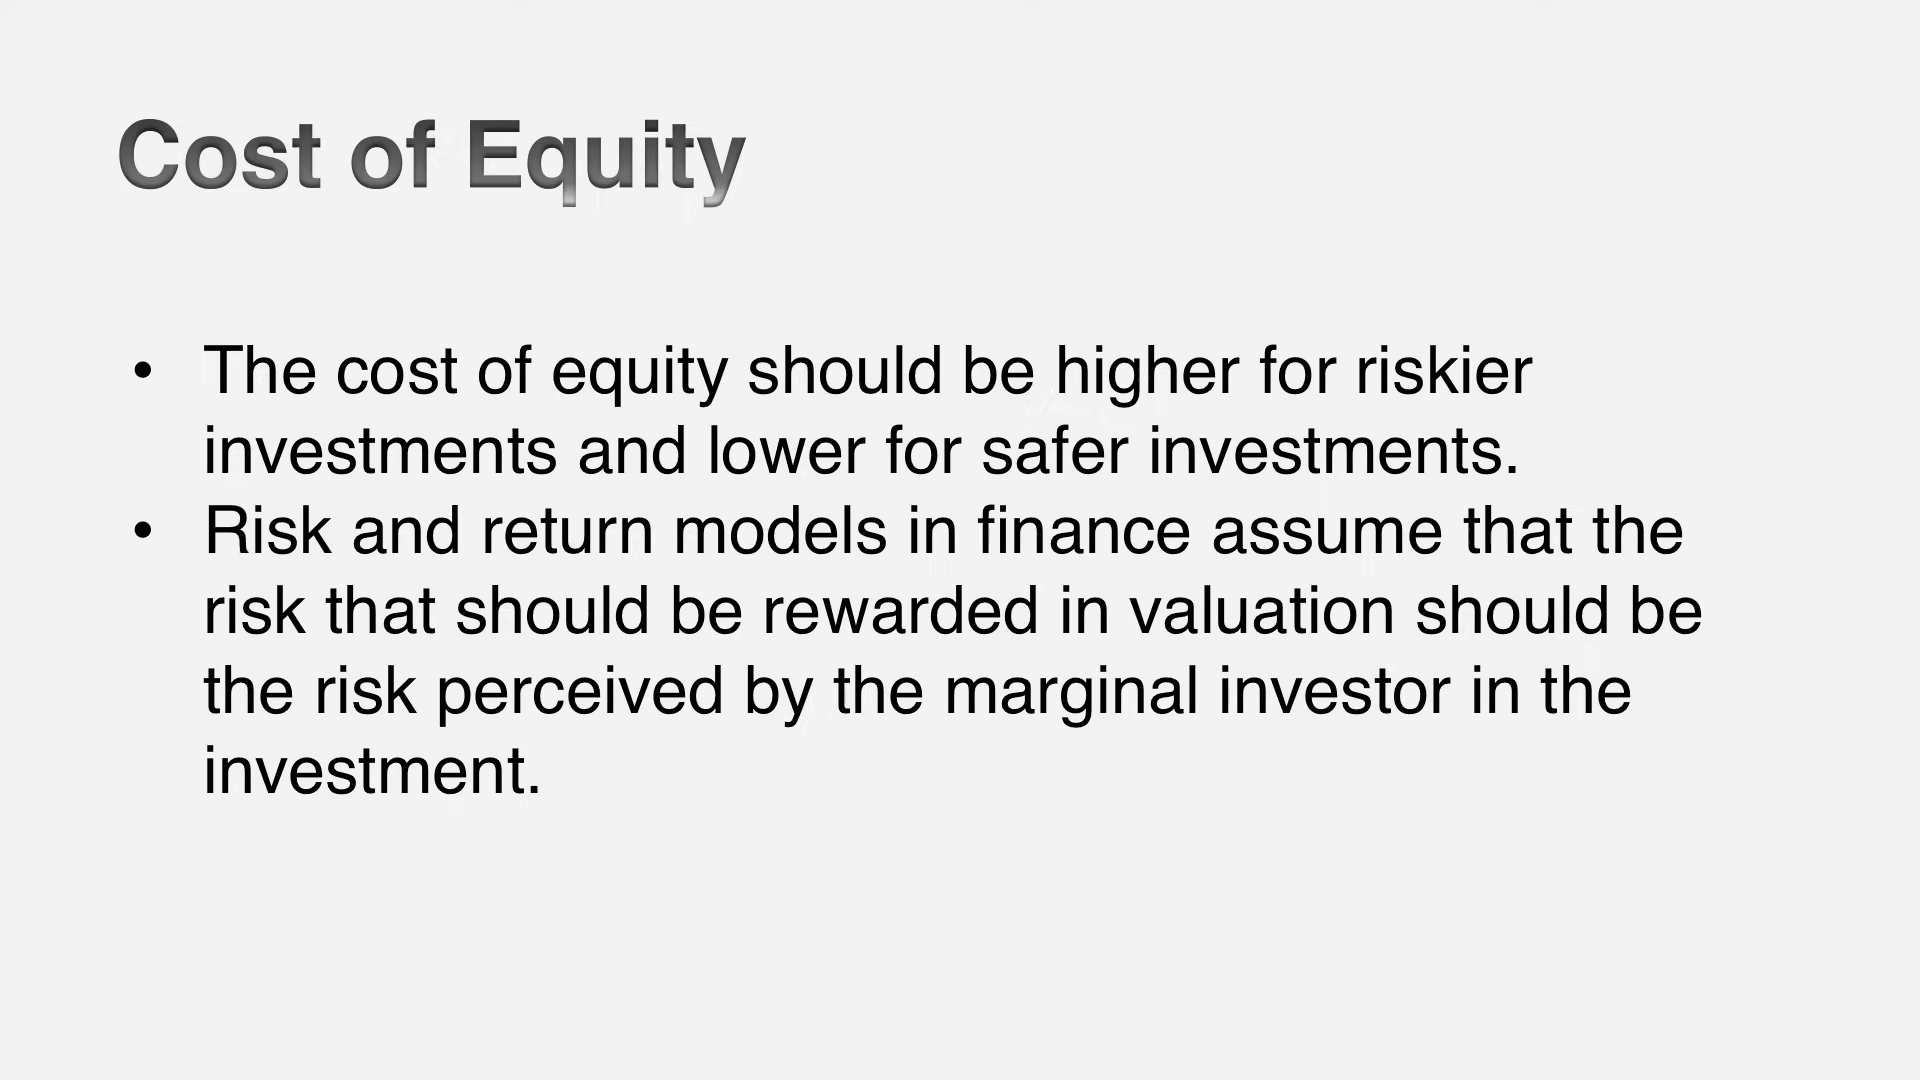 Cost of Equity
• The cost of equity should be higher for riskier
investments and lower for safer investments.
• Risk and return models in finance assume that the
risk that should be rewarded in valuation should be
the risk perceived by the marginal investor in the
investment.